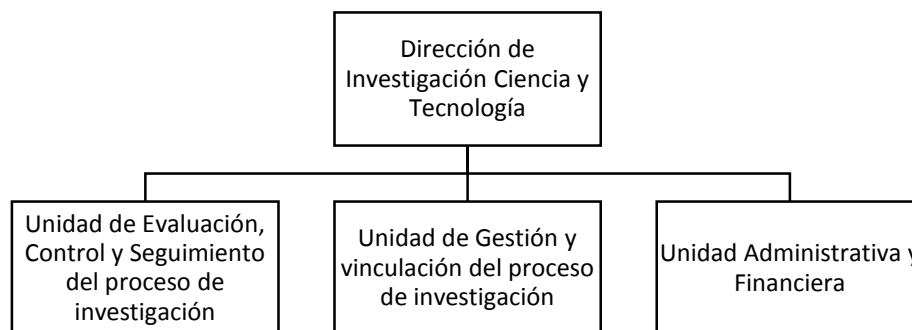 Dirección de
Investigación Ciencia y
Tecnología
Unidad de Evaluación,
Control y Seguimiento
del proceso de
investigación
Unidad de Gestión y
vinculación del proceso
de investigación
Unidad Administrativa y
Financiera